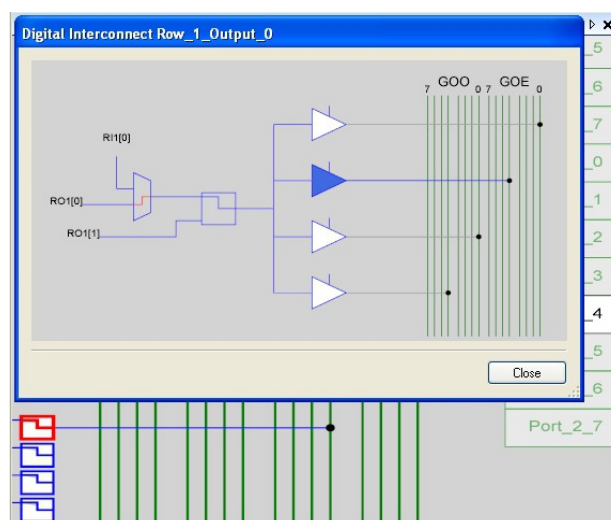 Digital Interconnect Row_1_Output_0
7 GOO 0 7 GOE 0
RI1[0]
RO1[0]
RO1[1]
Close
_5
_6
_7
_0
_1
_2
_3
_4
_5
_6
Port_2_7